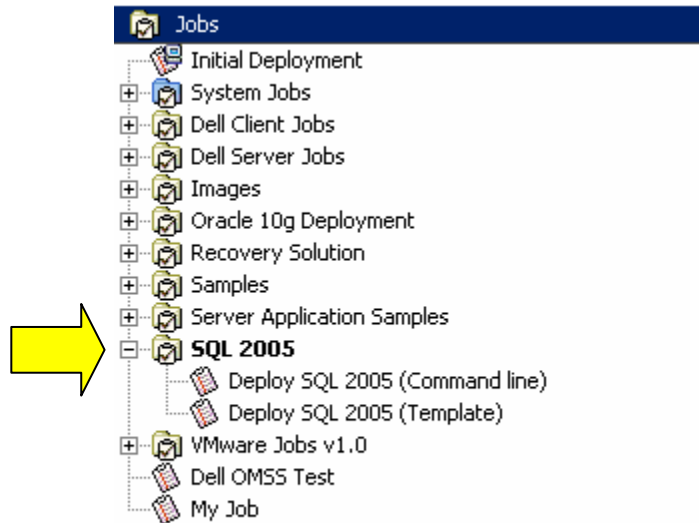 Jobs
Initial Deployment
System Jobs
Dell Client Jobs
Dell Server Jobs
Images
Oracle 10g Deployment
Recovery Solution
Samples
Server Application Samples
SQL 2005
Deploy SQL 2005 (Command line)
Deploy SQL 2005 (Template)
VMware Jobs v1.0
Dell OMSS Test
My Job